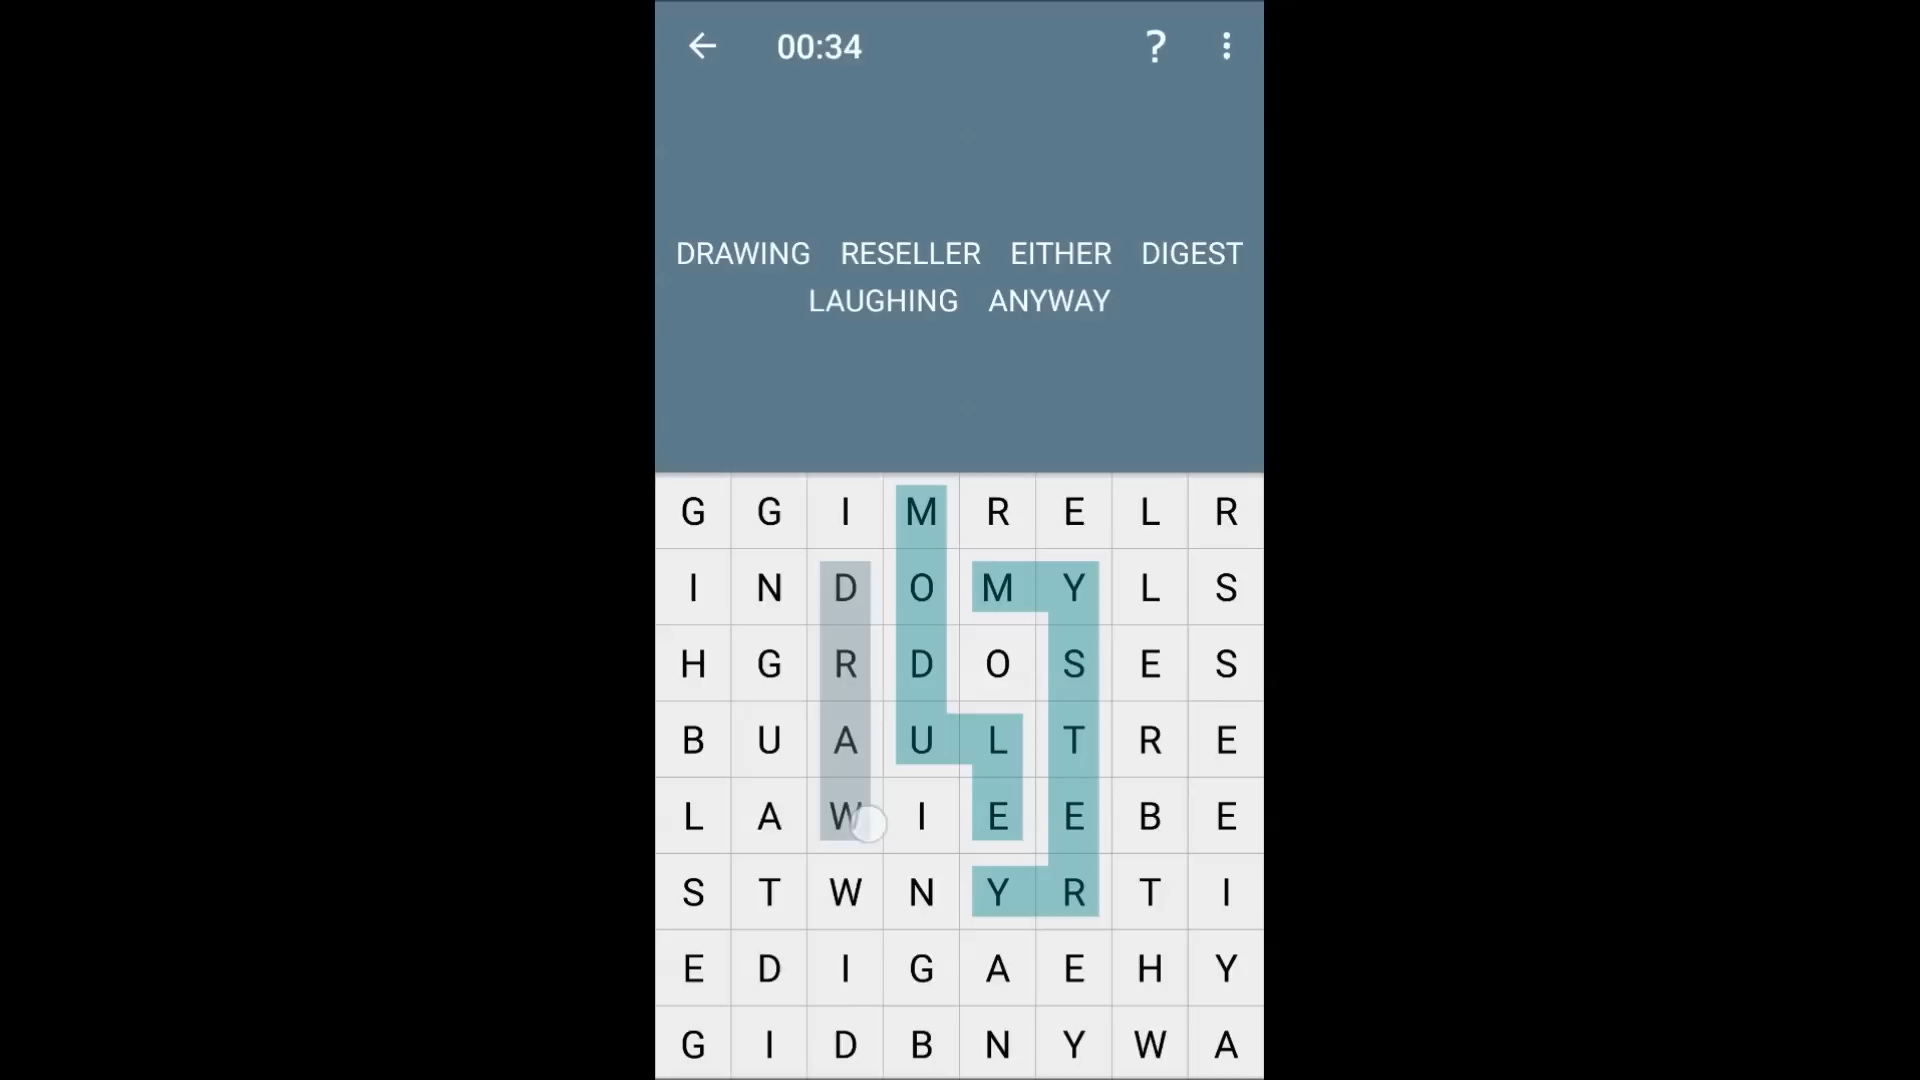 00:34 ?
DRAWING RESELLER EITHER DIGEST
LAUGHING ANYWAY
G G I M R E L R
I N D O M Y L S
H G R D O S E S
B U A U L T R E
L A W I E E B E
S T W N Y R T I
E D I G A E H Y
G I D B N Y W A